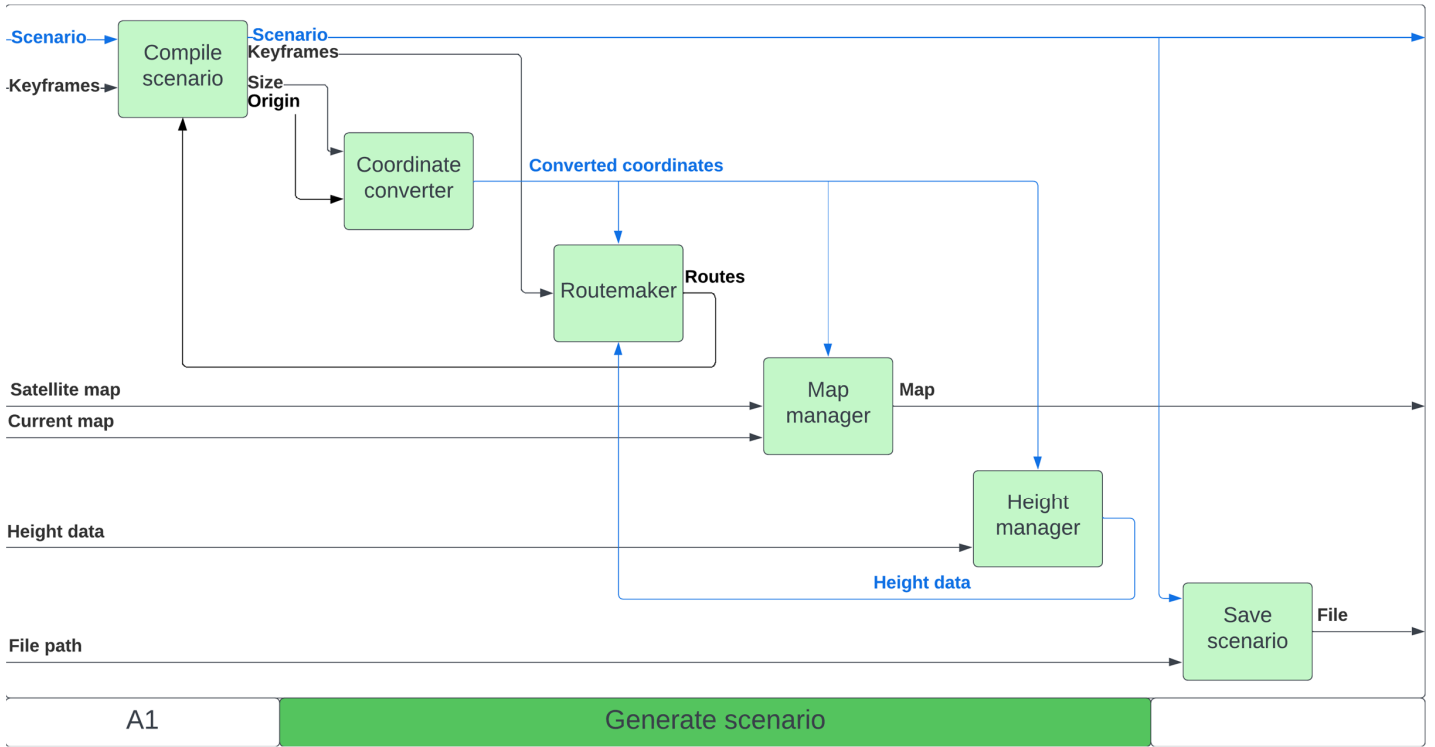 Scenario
Scenario
Keyframes
Compile
scenario
Keyframes
Size
Origin
Coordinate
converter
Converted coordinates
Routemaker
Routes
Satellite map
Current map
Map
manager
Map
Height data
Height
manager
Height data
File path
Save
scenario
File
A1
Generate scenario